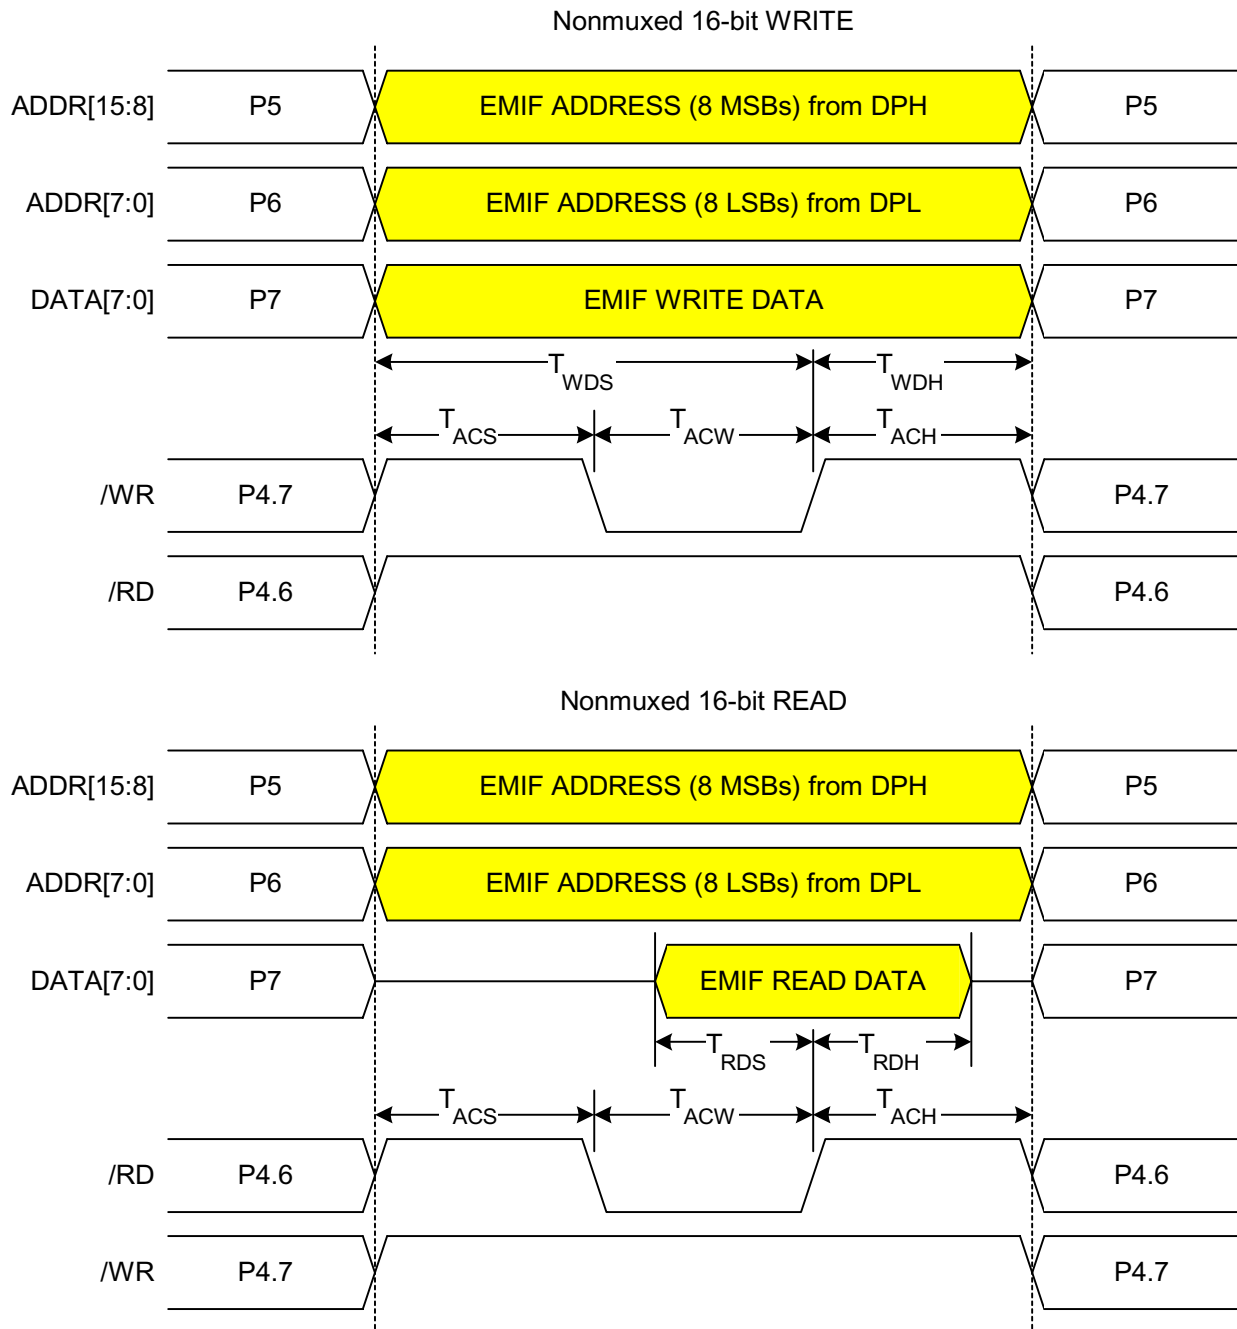 Nonmuxed 16-bit WRITE
ADDR[15:8] P5 EMIF ADDRESS (8 MSBs) from DPH P5
ADDR[7:0] P6 EMIF ADDRESS (8 LSBs) from DPL P6
DATA[7:0] P7 EMIF WRITE DATA P7
TWDS TWDH
TACS TACW TACH
/WR P4.7 P4.7
/RD P4.6 P4.6
Nonmuxed 16-bit READ
ADDR[15:8] P5 EMIF ADDRESS (8 MSBs) from DPH P5
ADDR[7:0] P6 EMIF ADDRESS (8 LSBs) from DPL P6
DATA[7:0] P7 EMIF READ DATA P7
TRDS TRDH
TACS TACW TACH
/RD P4.6 P4.6
/WR P4.7 P4.7